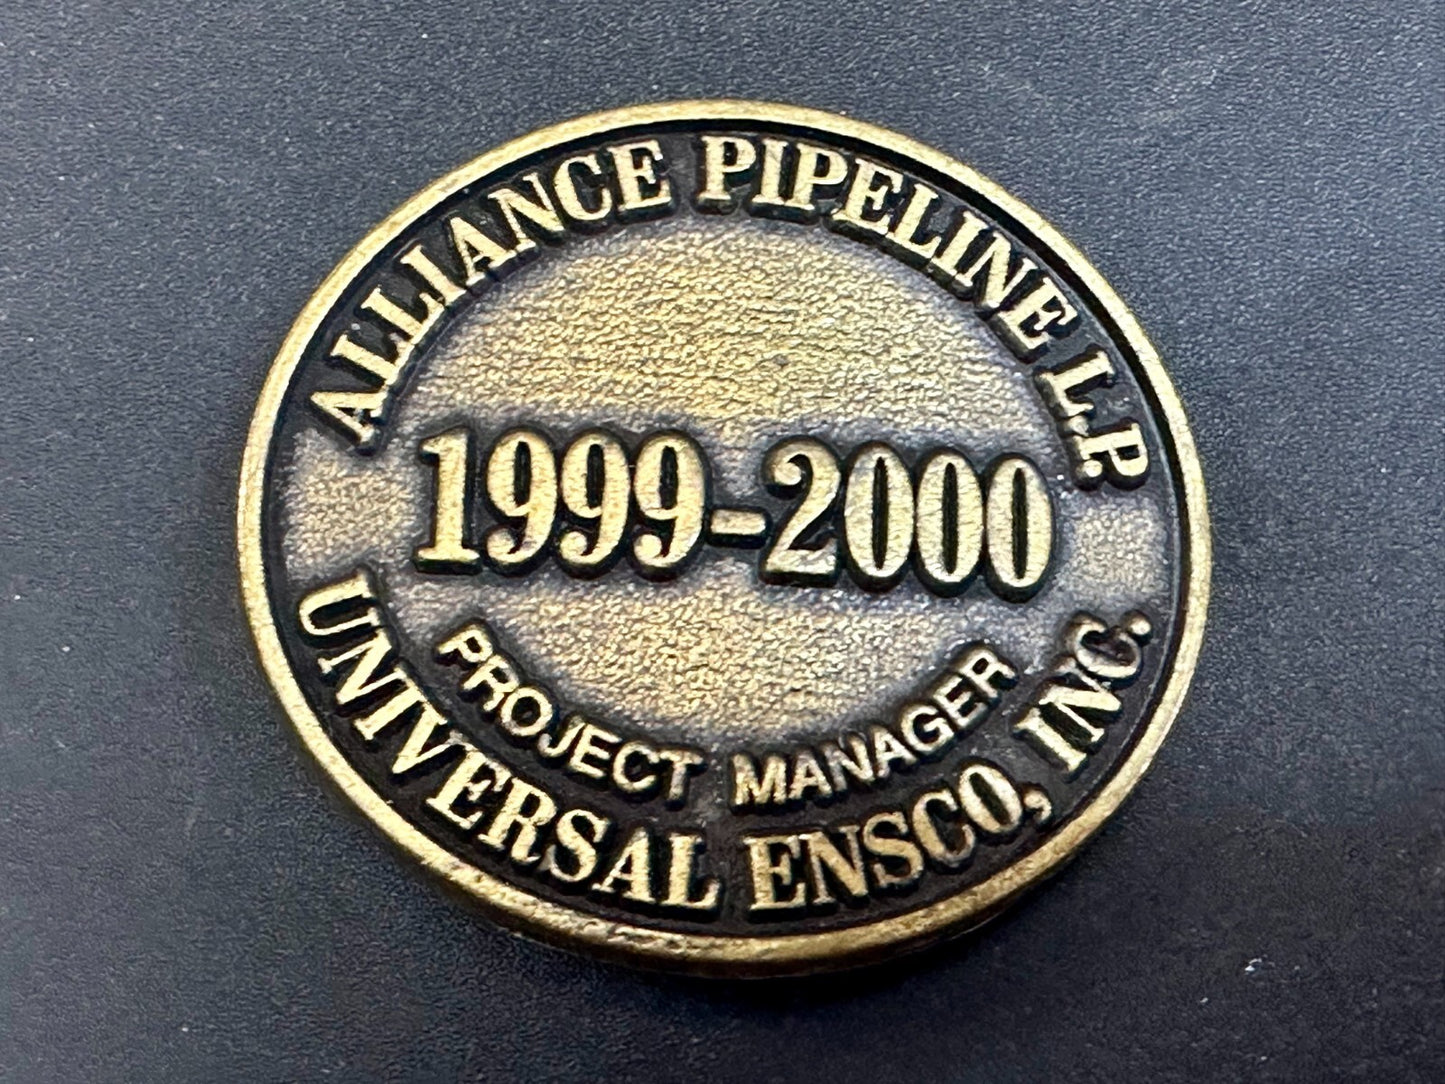 ALLIANCE PIPELINE L.P.
1999-2000
PROJECT MANAGER
UNIVERSAL ENSCO, INC.